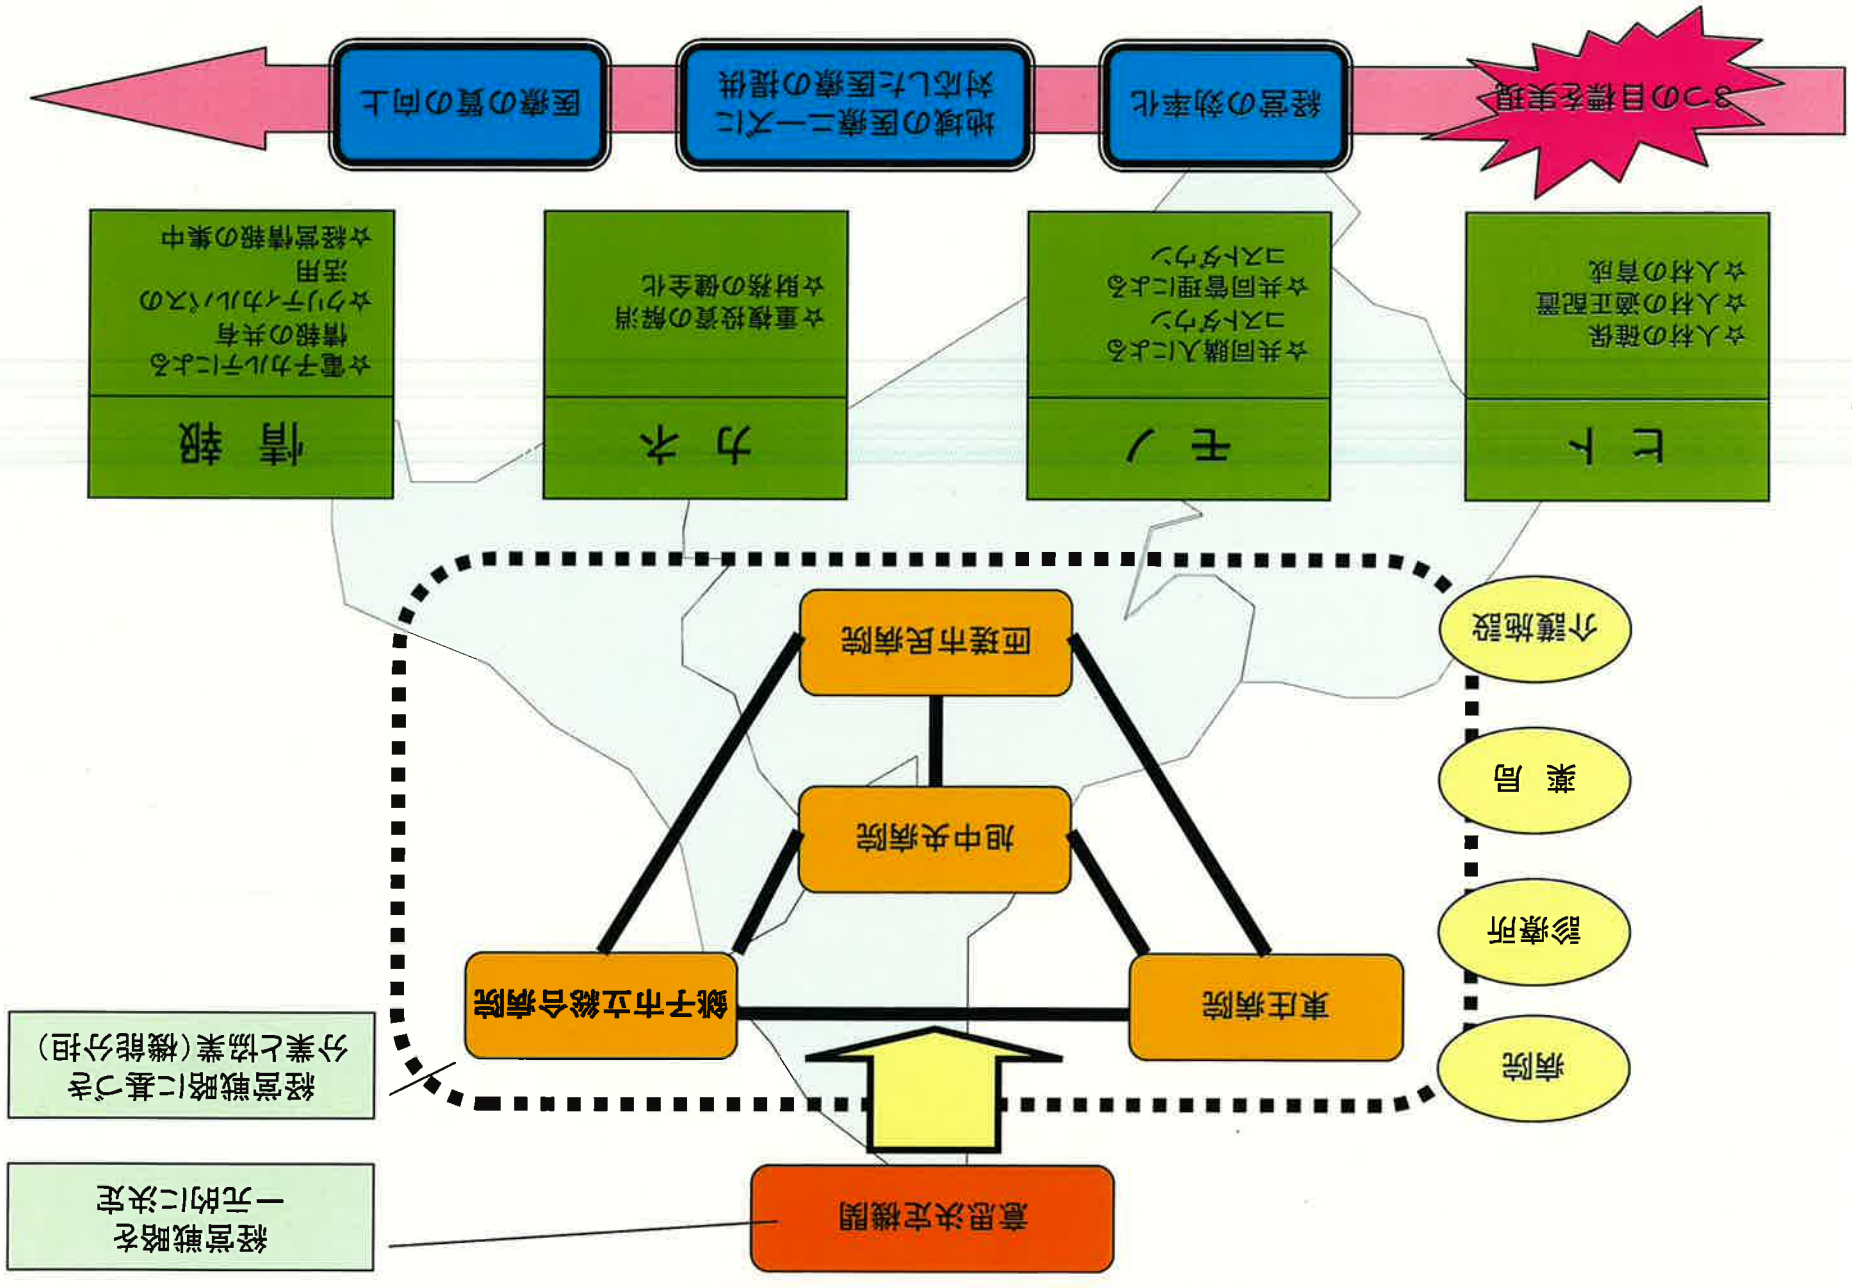 意思決定機関
経営戦略を
一元的に決定
経営戦略に基づき
分業と協業(機能分担)
病院
診療所
薬 局
介護施設
東庄病院
銚子市立総合病院
旭中央病院
匝瑳市民病院
ヒ ト
☆人材の確保
☆人材の適正配置
☆人材の育成
モ ノ
☆共同購入による
コストダウン
☆共同管理による
コストダウン
カ ネ
☆重複投資の解消
☆財務の健全化
情 報
☆電子カルテによる
情報の共有
☆クリティカルパスの
活用
☆経営情報の集中
3つの目標を実現
経営の効率化
地域の医療ニーズに
対応した医療の提供
医療の質の向上